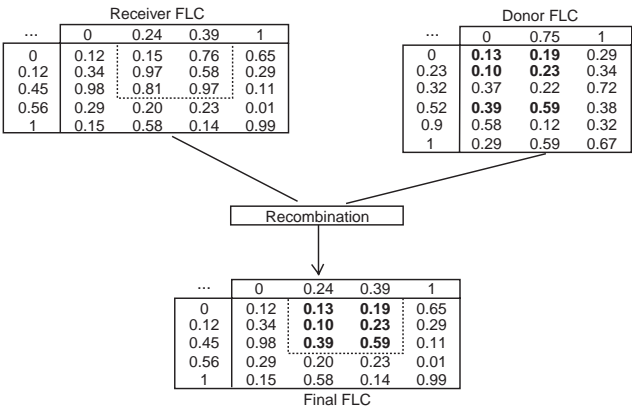 Receiver FLC
... 0 0.24 0.39 1
0 0.12 0.15 0.76 0.65
0.12 0.34 0.97 0.58 0.29
0.45 0.98 0.81 0.97 0.11
0.56 0.29 0.20 0.23 0.01
1 0.15 0.58 0.14 0.99
Donor FLC
... 0 0.75 1
0 0.13 0.19 0.29
0.23 0.10 0.23 0.34
0.32 0.37 0.22 0.72
0.52 0.39 0.59 0.38
0.9 0.58 0.12 0.32
1 0.29 0.59 0.67
Recombination
... 0 0.24 0.39 1
0 0.12 0.13 0.19 0.65
0.12 0.34 0.10 0.23 0.29
0.45 0.98 0.39 0.59 0.11
0.56 0.29 0.20 0.23 0.01
1 0.15 0.58 0.14 0.99
Final FLC